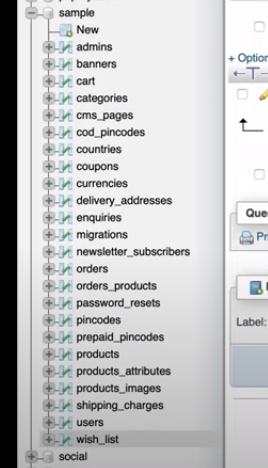 sample
New
admins
banners
cart
categories
cms_pages
cod_pincodes
countries
coupons
currencies
delivery_addresses
enquiries
migrations
newsletter_subscribers
orders
orders_products
password_resets
pincodes
prepaid_pincodes
products
products_attributes
products_images
shipping_charges
users
wish_list
social
+ Option
Que
Pr
Label: